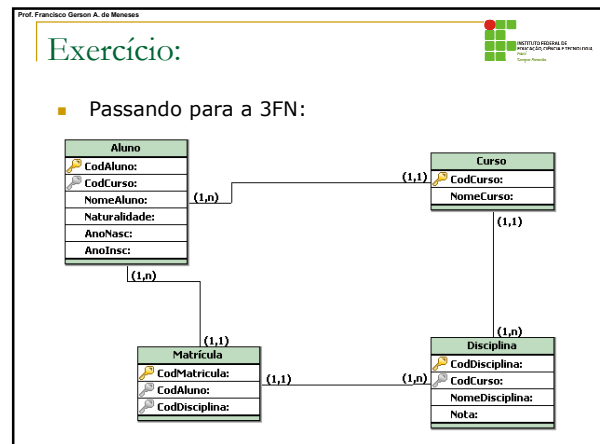 Prof. Francisco Gerson A. de Meneses
Exercício:
INSTITUTO FEDERAL DE
EDUCAÇÃO, CIÊNCIA E TECNOLOGIA
Passando para a 3FN:
Aluno
CodAluno:
CodCurso:
NomeAluno:
Naturalidade:
AnoNasc:
AnoInsc:
(1,n)
(1,1)
Curso
CodCurso:
NomeCurso:
(1,1)
(1,n)
(1,n)
(1,1)
Matrícula
CodMatricula:
CodAluno:
CodDisciplina:
(1,1)
(1,n)
Disciplina
CodDisciplina:
CodCurso:
NomeDisciplina:
Nota: